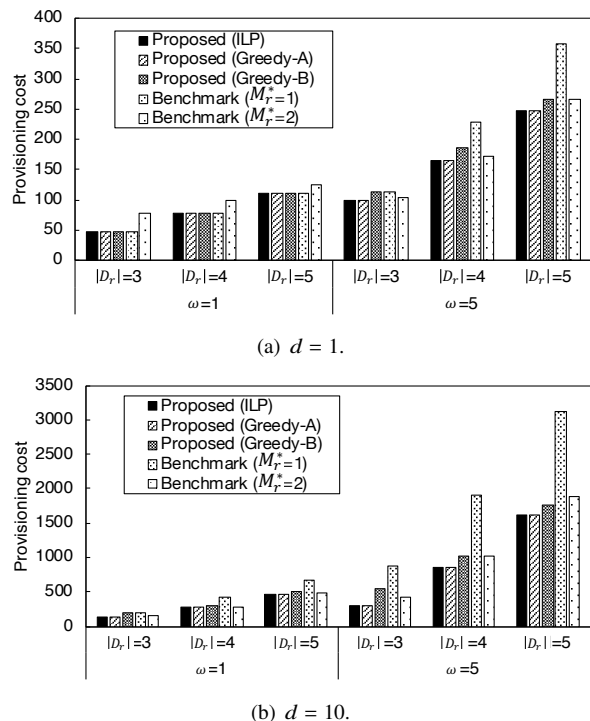 400
350
300
250
200
150
100
50
0
Provisioning cost
Proposed (ILP)
Proposed (Greedy-A)
Proposed (Greedy-B)
Benchmark (M*r=1)
Benchmark (M*r=2)
|Dr|=3 |Dr|=4 |Dr|=5 |Dr|=3 |Dr|=4 |Dr|=5
ω=1 ω=5
(a) d = 1.
3500
3000
2500
2000
1500
1000
500
0
Provisioning cost
Proposed (ILP)
Proposed (Greedy-A)
Proposed (Greedy-B)
Benchmark (M*r=1)
Benchmark (M*r=2)
|Dr|=3 |Dr|=4 |Dr|=5 |Dr|=3 |Dr|=4 |Dr|=5
ω=1 ω=5
(b) d = 10.